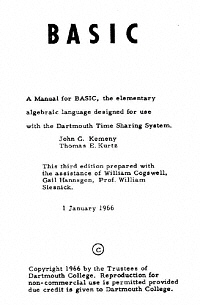 BASIC
A Manual for BASIC, the elementary
algebraic language designed for use
with the Dartmouth Time Sharing System.
John G. Kemeny
Thomas E. Kurtz
This third edition prepared with
the assistance of William Cogswell,
Gail Hannagen, Prof. William
Slesnick.
1 January 1966
©
Copyright 1966 by the Trustees of
Dartmouth College. Reproduction for
non-commercial use is permitted provided
due credit is given to Dartmouth College.